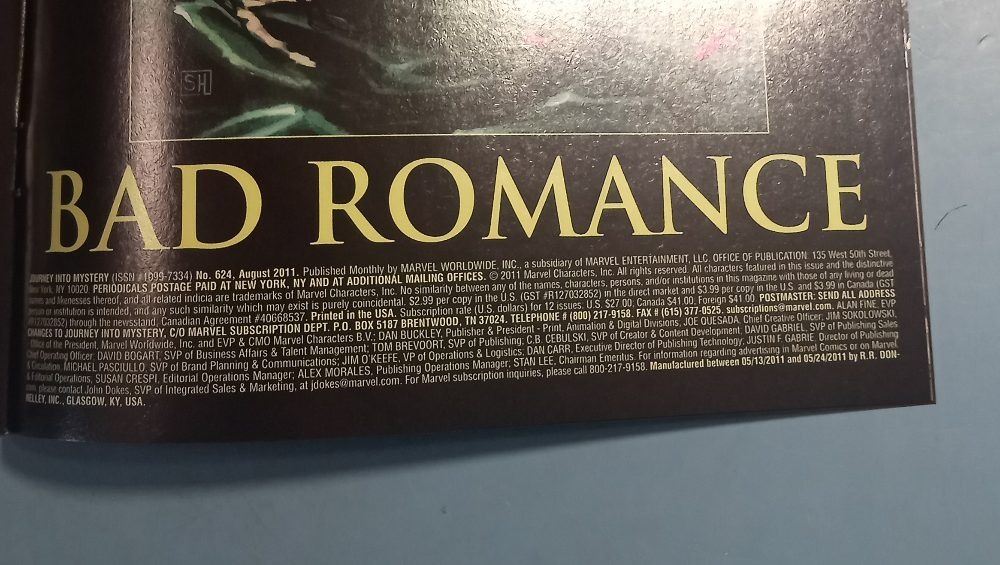 SH
BAD ROMANCE
JOURNEY INTO MYSTERY (ISSN #1999-7334) No. 624, August 2011. Published Monthly by MARVEL WORLDWIDE, INC., a subsidiary of MARVEL ENTERTAINMENT, LLC. OFFICE OF PUBLICATION: 135 West 50th Street,
New York, NY 10020. PERIODICALS POSTAGE PAID AT NEW YORK, NY AND AT ADDITIONAL MAILING OFFICES. © 2011 Marvel Characters, Inc. All rights reserved. All characters featured in this issue and the distinctive
names and likenesses thereof, and all related indicia are trademarks of Marvel Characters, Inc. No similarity between any of the names, characters, persons, and/or institutions in this magazine with those of any living or dead
person or institution is intended, and any such similarity which may exist is purely coincidental. $2.99 per copy in the U.S. (GST #R127032852) in the direct market and $3.99 per copy in the U.S. and $3.99 in Canada (GST
#R127032852) through the newsstand. Canadian Agreement #40668537. Printed in the USA. Subscription rate (U.S. dollars) for 12 issues: U.S. $27.00; Canada $41.00; Foreign $41.00. POSTMASTER: SEND ALL ADDRESS
CHANGES TO JOURNEY INTO MYSTERY, C/O MARVEL SUBSCRIPTION DEPT. P.O. BOX 5187 BRENTWOOD, TN 37024. TELEPHONE # (800) 217-9158. FAX # (615) 377-0525. subscriptions@marvel.com. ALAN FINE, EVP
- Office of the President, Marvel Worldwide, Inc. and EVP & CMO Marvel Characters B.V.; DAN BUCKLEY, Publisher & President - Print, Animation & Digital Divisions; JOE QUESADA, Chief Creative Officer; JIM SOKOLOWSKI,
Chief Operating Officer; DAVID BOGART, SVP of Business Affairs & Talent Management; TOM BREVOORT, SVP of Publishing; C.B. CEBULSKI, SVP of Creator & Content Development; DAVID GABRIEL, SVP of Publishing Sales
& Circulation; MICHAEL PASCIULLO, SVP of Brand Planning & Communications; JIM O'KEEFE, VP of Operations & Logistics; DAN CARR, Executive Director of Publishing Technology; JUSTIN F. GABRIE, Director of Publishing
& Editorial Operations; SUSAN CRESPI, Editorial Operations Manager; ALEX MORALES, Publishing Operations Manager; STAN LEE, Chairman Emeritus. For information regarding advertising in Marvel Comics or on Marvel.
com, please contact John Dokes, SVP of Integrated Sales & Marketing, at jdokes@marvel.com. For Marvel subscription inquiries, please call 800-217-9158. Manufactured between 05/13/2011 and 05/24/2011 by R.R. DON-
NELLEY, INC., GLASGOW, KY, USA.